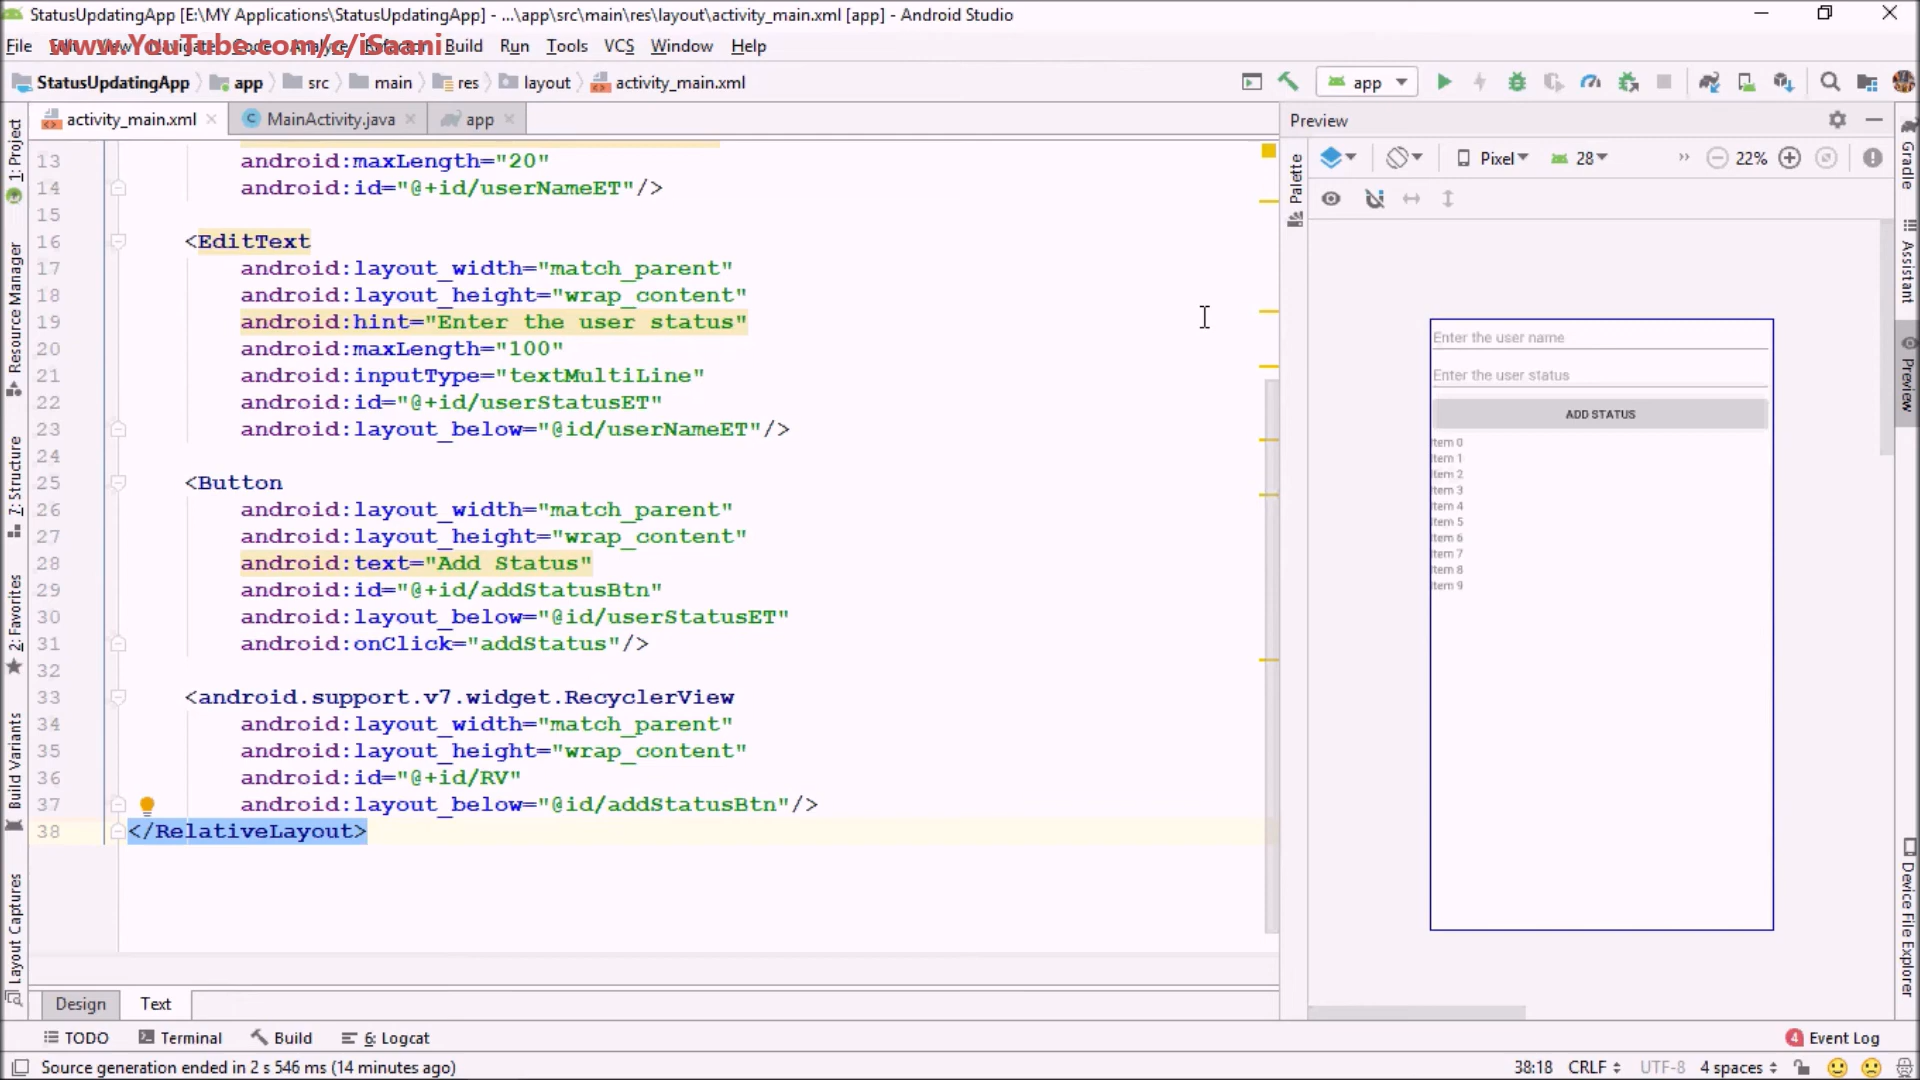 StatusUpdatingApp [E:\MY Applications\StatusUpdatingApp] - ...\app\src\main\res\layout\activity_main.xml [app] - Android Studio
www.YouTube.com/c/iSaani
File Edit View Navigate Code Analyze Refactor Build Run Tools VCS Window Help
StatusUpdatingApp app src main res layout activity_main.xml app
activity_main.xml MainActivity.java app
Preview
Pixel 28 22%
Palette
1: Project
Resource Manager
7: Structure
2: Favorites
Build Variants
Layout Captures
13 android:maxLength="20"
14 android:id="@+id/userNameET"/>
15
16 <EditText
17 android:layout_width="match_parent"
18 android:layout_height="wrap_content"
19 android:hint="Enter the user status"
20 android:maxLength="100"
21 android:inputType="textMultiLine"
22 android:id="@+id/userStatusET"
23 android:layout_below="@id/userNameET"/>
24
25 <Button
26 android:layout_width="match_parent"
27 android:layout_height="wrap_content"
28 android:text="Add Status"
29 android:id="@+id/addStatusBtn"
30 android:layout_below="@id/userStatusET"
31 android:onClick="addStatus"/>
32
33 <android.support.v7.widget.RecyclerView
34 android:layout_width="match_parent"
35 android:layout_height="wrap_content"
36 android:id="@+id/RV"
37 android:layout_below="@id/addStatusBtn"/>
38 </RelativeLayout>
Enter the user name
Enter the user status
ADD STATUS
Item 0
Item 1
Item 2
Item 3
Item 4
Item 5
Item 6
Item 7
Item 8
Item 9
Gradle
Assistant
Preview
Device File Explorer
Design Text
TODO Terminal Build 6: Logcat 4 Event Log
Source generation ended in 2 s 546 ms (14 minutes ago) 38:18 CRLF UTF-8 4 spaces